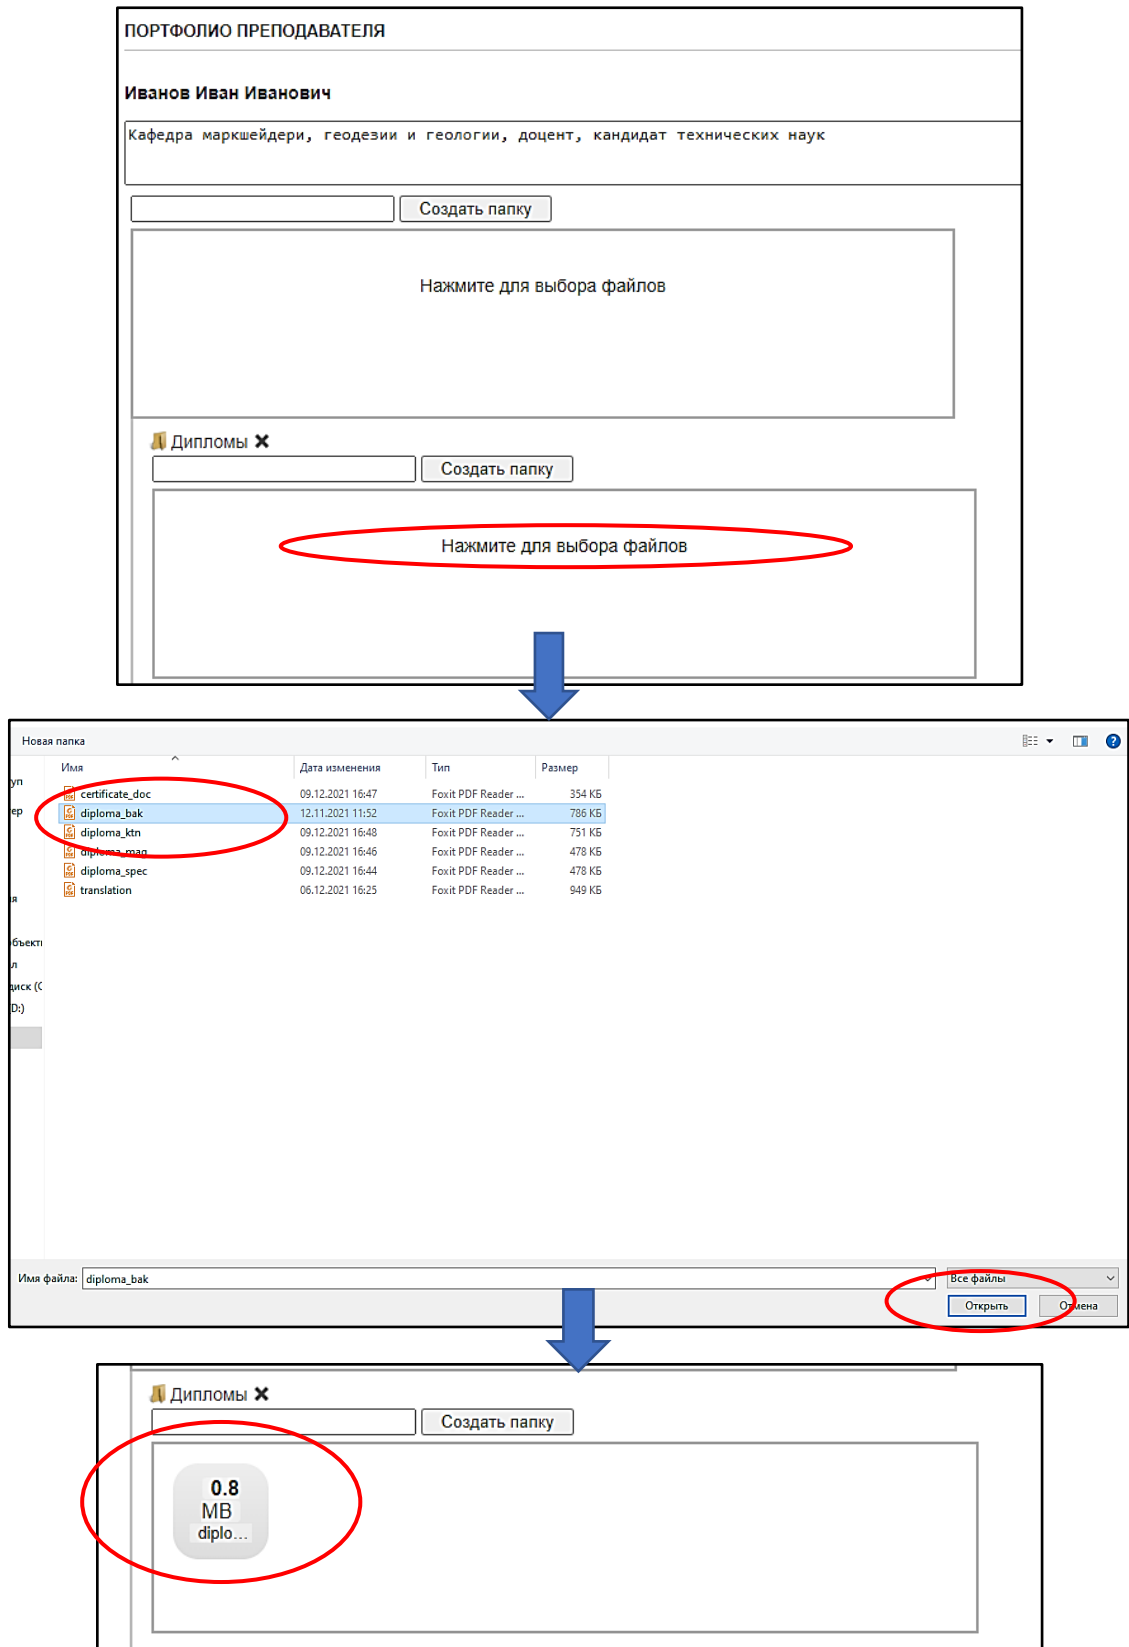 ПОРТФОЛИО ПРЕПОДАВАТЕЛЯ
Иванов Иван Иванович
Кафедра маркшейдери, геодезии и геологии, доцент, кандидат технических наук
Создать папку
Нажмите для выбора файлов
Дипломы
Создать папку
Нажмите для выбора файлов
Новая папка
Имя Дата изменения Тип Размер
certificate_doc 09.12.2021 16:47 Foxit PDF Reader ... 354 КБ
diploma_bak 12.11.2021 11:52 Foxit PDF Reader ... 786 КБ
diploma_ktn 09.12.2021 16:48 Foxit PDF Reader ... 751 КБ
diploma_mag 09.12.2021 16:46 Foxit PDF Reader ... 478 КБ
diploma_spec 09.12.2021 16:44 Foxit PDF Reader ... 478 КБ
translation 06.12.2021 16:25 Foxit PDF Reader ... 949 КБ
уп
ер
ия
объекты
л
диск (C
D:)
Имя файла: diploma_bak
Все файлы
Открыть Отмена
Дипломы
Создать папку
0.8
MB
diplo...